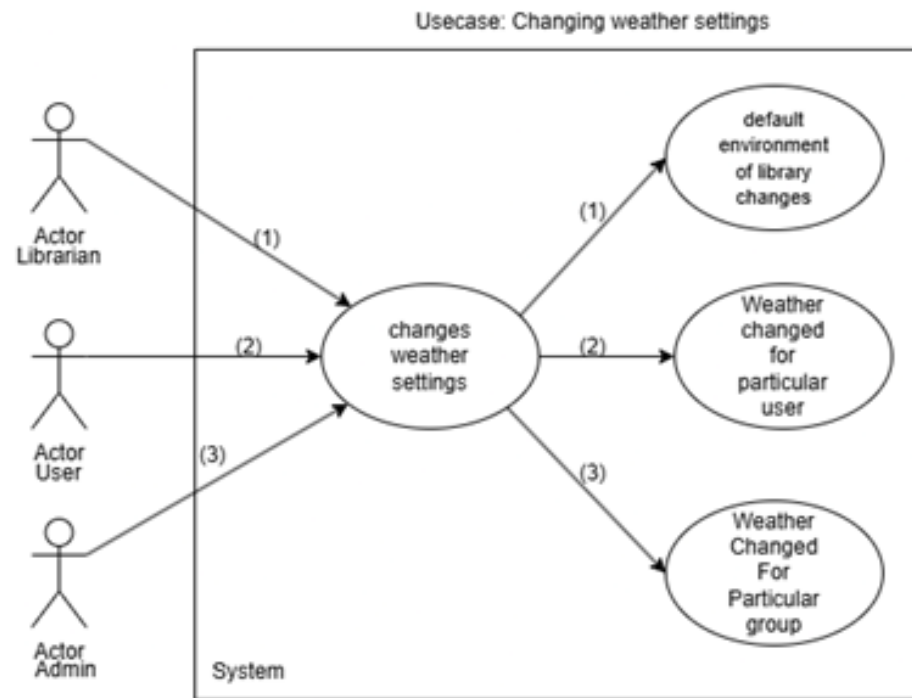 Usecase: Changing weather settings
Actor
Librarian
(1)
Actor
User
(2)
Actor
Admin
(3)
changes
weather
settings
(1)
default
environment
of library
changes
(2)
Weather
changed
for
particular
user
(3)
Weather
Changed
For
Particular
group
System